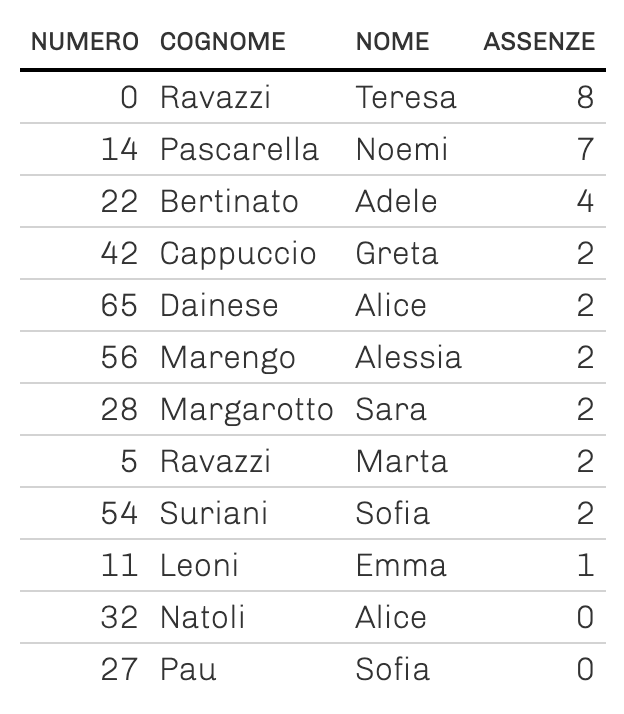 NUMERO COGNOME NOME ASSENZE
0 Ravazzi Teresa 8
14 Pascarella Noemi 7
22 Bertinato Adele 4
42 Cappuccio Greta 2
65 Dainese Alice 2
56 Marengo Alessia 2
28 Margarotto Sara 2
5 Ravazzi Marta 2
54 Suriani Sofia 2
11 Leoni Emma 1
32 Natoli Alice 0
27 Pau Sofia 0